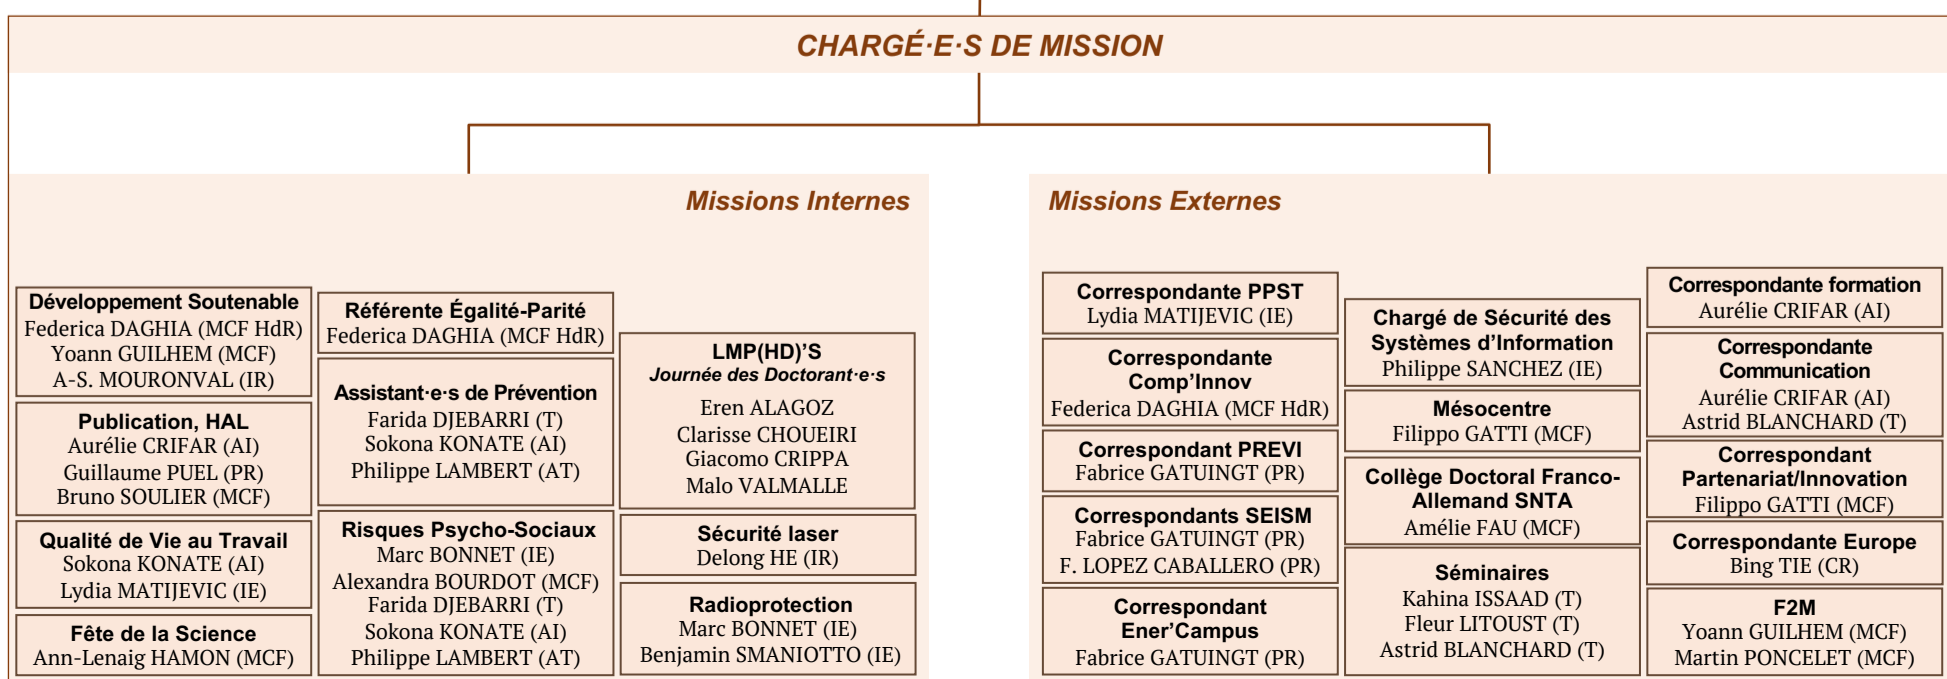 CHARGÉ·E·S DE MISSION
Missions Internes
Développement Soutenable
Federica DAGHIA (MCF HdR)
Yoann GUILHEM (MCF)
A-S. MOURONVAL (IR)
Publication, HAL
Aurélie CRIFAR (AI)
Guillaume PUEL (PR)
Bruno SOULIER (MCF)
Qualité de Vie au Travail
Sokona KONATE (AI)
Lydia MATIJEVIC (IE)
Fête de la Science
Ann-Lenaig HAMON (MCF)
Référente Égalité-Parité
Federica DAGHIA (MCF HdR)
Assistant·e·s de Prévention
Farida DJEBARRI (T)
Sokona KONATE (AI)
Philippe LAMBERT (AT)
Risques Psycho-Sociaux
Marc BONNET (IE)
Alexandra BOURDOT (MCF)
Farida DJEBARRI (T)
Sokona KONATE (AI)
Philippe LAMBERT (AT)
LMP(HD)’S
Journée des Doctorant·e·s
Eren ALAGOZ
Clarisse CHOUEIRI
Giacomo CRIPPA
Malo VALMALLE
Sécurité laser
Delong HE (IR)
Radioprotection
Marc BONNET (IE)
Benjamin SMANIOTTO (IE)
Missions Externes
Correspondante PPST
Lydia MATIJEVIC (IE)
Correspondante
Comp’Innov
Federica DAGHIA (MCF HdR)
Correspondant PREVI
Fabrice GATUINGT (PR)
Correspondants SEISM
Fabrice GATUINGT (PR)
F. LOPEZ CABALLERO (PR)
Correspondant
Ener’Campus
Fabrice GATUINGT (PR)
Chargé de Sécurité des
Systèmes d’Information
Philippe SANCHEZ (IE)
Mésocentre
Filippo GATTI (MCF)
Collège Doctoral Franco-
Allemand SNTA
Amélie FAU (MCF)
Séminaires
Kahina ISSAAD (T)
Fleur LITOUST (T)
Astrid BLANCHARD (T)
Correspondante formation
Aurélie CRIFAR (AI)
Correspondante
Communication
Aurélie CRIFAR (AI)
Astrid BLANCHARD (T)
Correspondant
Partenariat/Innovation
Filippo GATTI (MCF)
Correspondante Europe
Bing TIE (CR)
F2M
Yoann GUILHEM (MCF)
Martin PONCELET (MCF)